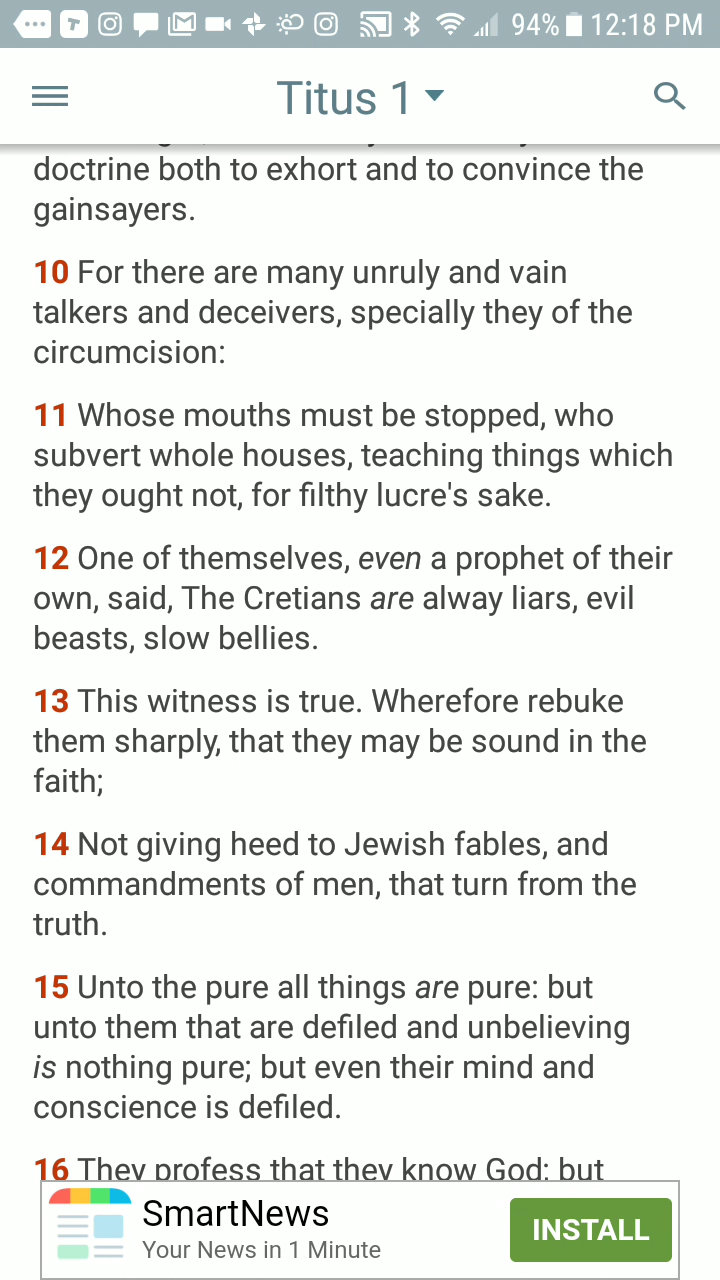 94% 12:18 PM
Titus 1
doctrine both to exhort and to convince the
gainsayers.
10 For there are many unruly and vain
talkers and deceivers, specially they of the
circumcision:
11 Whose mouths must be stopped, who
subvert whole houses, teaching things which
they ought not, for filthy lucre's sake.
12 One of themselves, even a prophet of their
own, said, The Cretians are alway liars, evil
beasts, slow bellies.
13 This witness is true. Wherefore rebuke
them sharply, that they may be sound in the
faith;
14 Not giving heed to Jewish fables, and
commandments of men, that turn from the
truth.
15 Unto the pure all things are pure: but
unto them that are defiled and unbelieving
is nothing pure; but even their mind and
conscience is defiled.
16 They profess that they know God; but
SmartNews
Your News in 1 Minute
INSTALL